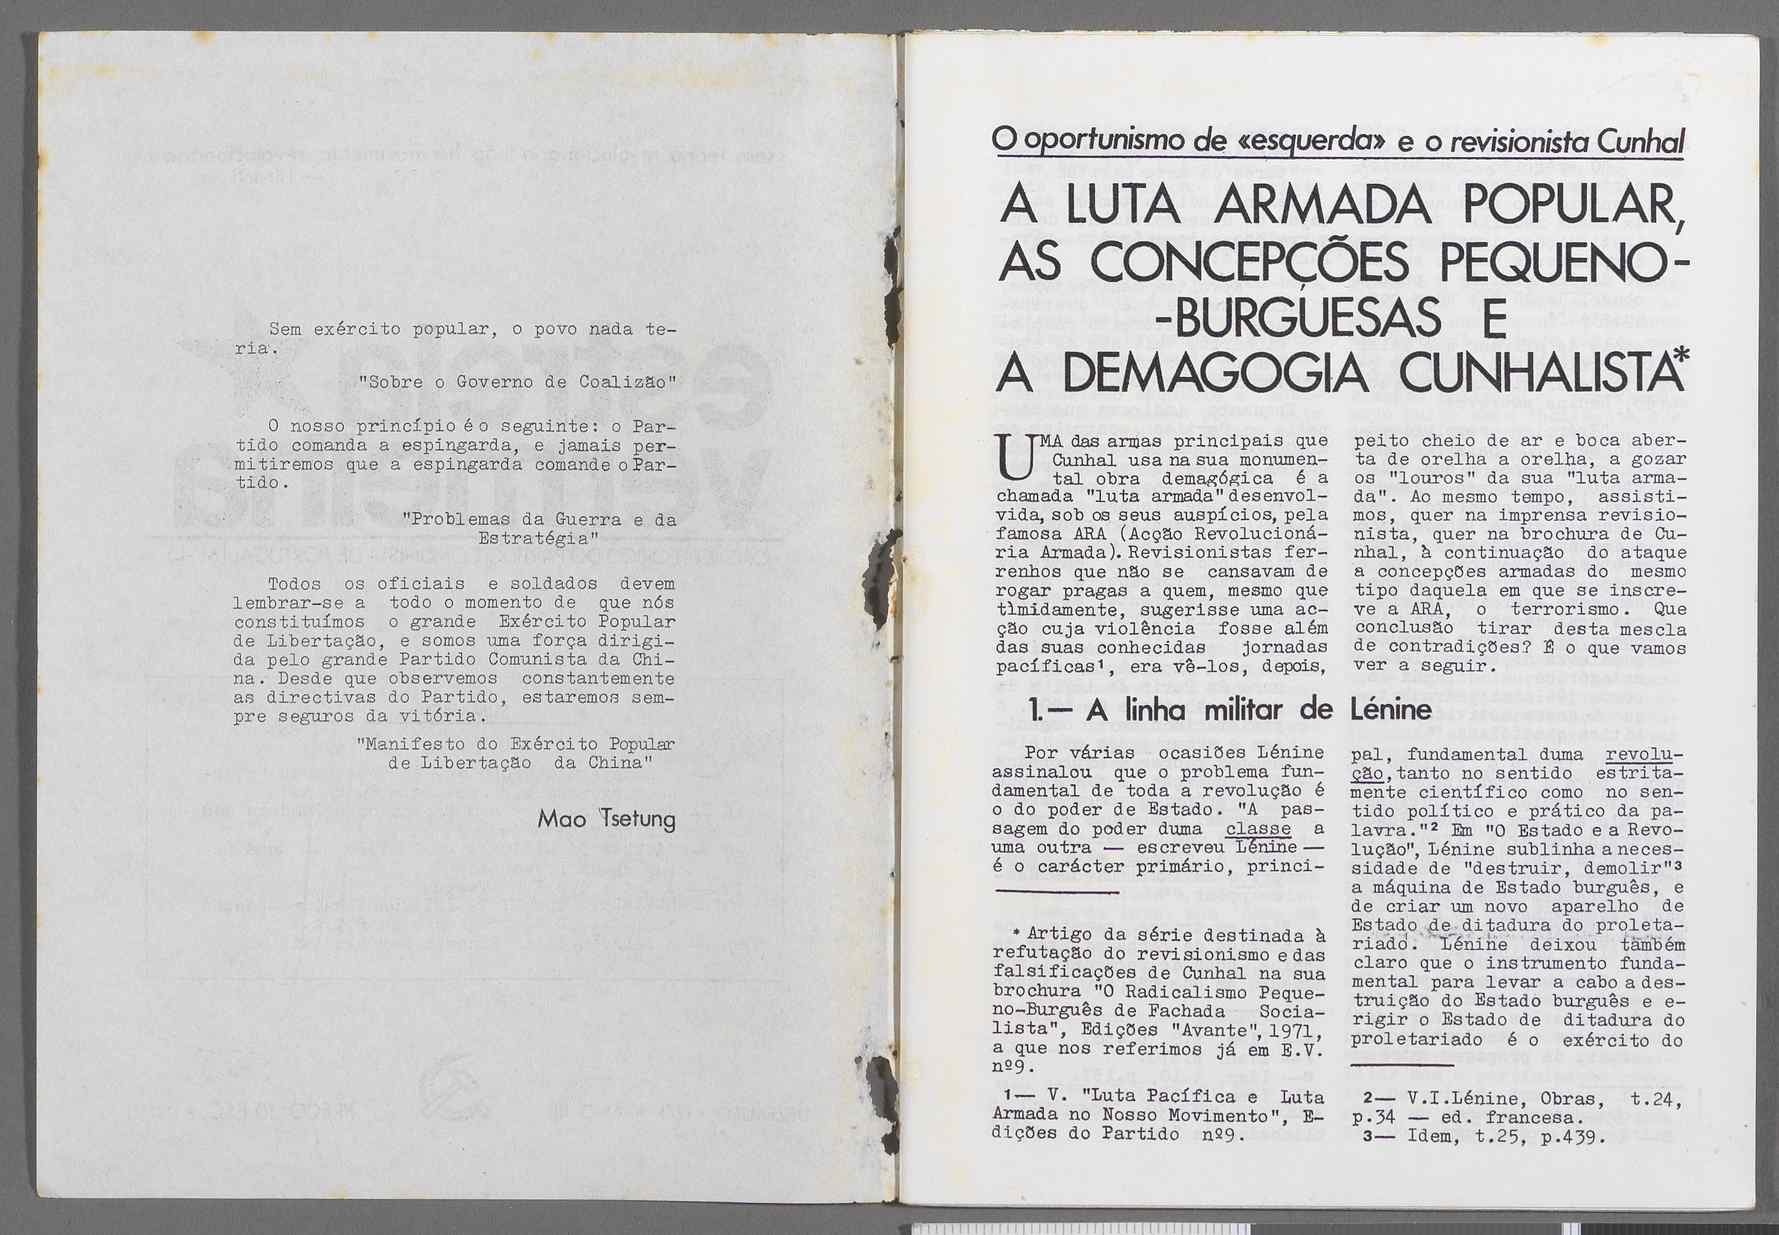 Sem exército popular, o povo nada te-
ria.
"Sobre o Governo de Coalizão"
O nosso princípio é o seguinte: o Par-
tido comanda a espingarda, e jamais per-
mitiremos que a espingarda comande o Par-
tido.
"Problemas da Guerra e da
Estratégia"
Todos os oficiais e soldados devem
lembrar-se a todo o momento de que nós
constituímos o grande Exército Popular
de Libertação, e somos uma força dirigi-
da pelo grande Partido Comunista da Chi-
na. Desde que observemos constantemente
as directivas do Partido, estaremos sem-
pre seguros da vitória.
"Manifesto do Exército Popular
de Libertação da China"
Mao Tsetung
O oportunismo de «esquerda» e o revisionista Cunhal
A LUTA ARMADA POPULAR,
AS CONCEPÇÕES PEQUENO-
-BURGUESAS E
A DEMAGOGIA CUNHALISTA*
UMA das armas principais que
Cunhal usa na sua monumen-
tal obra demagógica é a
chamada "luta armada" desenvol-
vida, sob os seus auspícios, pela
famosa ARA (Acção Revolucioná-
ria Armada). Revisionistas fer-
renhos que não se cansavam de
rogar pragas a quem, mesmo que
tìmidamente, sugerisse uma ac-
ção cuja violência fosse além
das suas conhecidas jornadas
pacíficas¹, era vê-los, depois,
peito cheio de ar e boca aber-
ta de orelha a orelha, a gozar
os "louros" da sua "luta arma-
da". Ao mesmo tempo, assisti-
mos, quer na imprensa revisio-
nista, quer na brochura de Cu-
nhal, à continuação do ataque
a concepções armadas do mesmo
tipo daquela em que se inscre-
ve a ARA, o terrorismo. Que
conclusão tirar desta mescla
de contradições? É o que vamos
ver a seguir.
1.— A linha militar de Lénine
Por várias ocasiões Lénine
assinalou que o problema fun-
damental de toda a revolução é
o do poder de Estado. "A pas-
sagem do poder duma classe a
uma outra — escreveu Lénine —
é o carácter primário, princi-
pal, fundamental duma revolu-
ção, tanto no sentido estrita-
mente científico como no sen-
tido político e prático da pa-
lavra."² Em "O Estado e a Revo-
lução", Lénine sublinha a neces-
sidade de "destruir, demolir"³
a máquina de Estado burguês, e
de criar um novo aparelho de
Estado de ditadura do proleta-
riado. Lénine deixou também
claro que o instrumento funda-
mental para levar a cabo a des-
truição do Estado burguês e e-
rigir o Estado de ditadura do
proletariado é o exército do
* Artigo da série destinada à
refutação do revisionismo e das
falsificações de Cunhal na sua
brochura "O Radicalismo Peque-
no-Burguês de Fachada Socia-
lista", Edições "Avante", 1971,
a que nos referimos já em E.V.
nº9.
1— V. "Luta Pacífica e Luta
Armada no Nosso Movimento", E-
dições do Partido nº9.
2— V.I.Lénine, Obras, t.24,
p.34 — ed. francesa.
3— Idem, t.25, p.439.